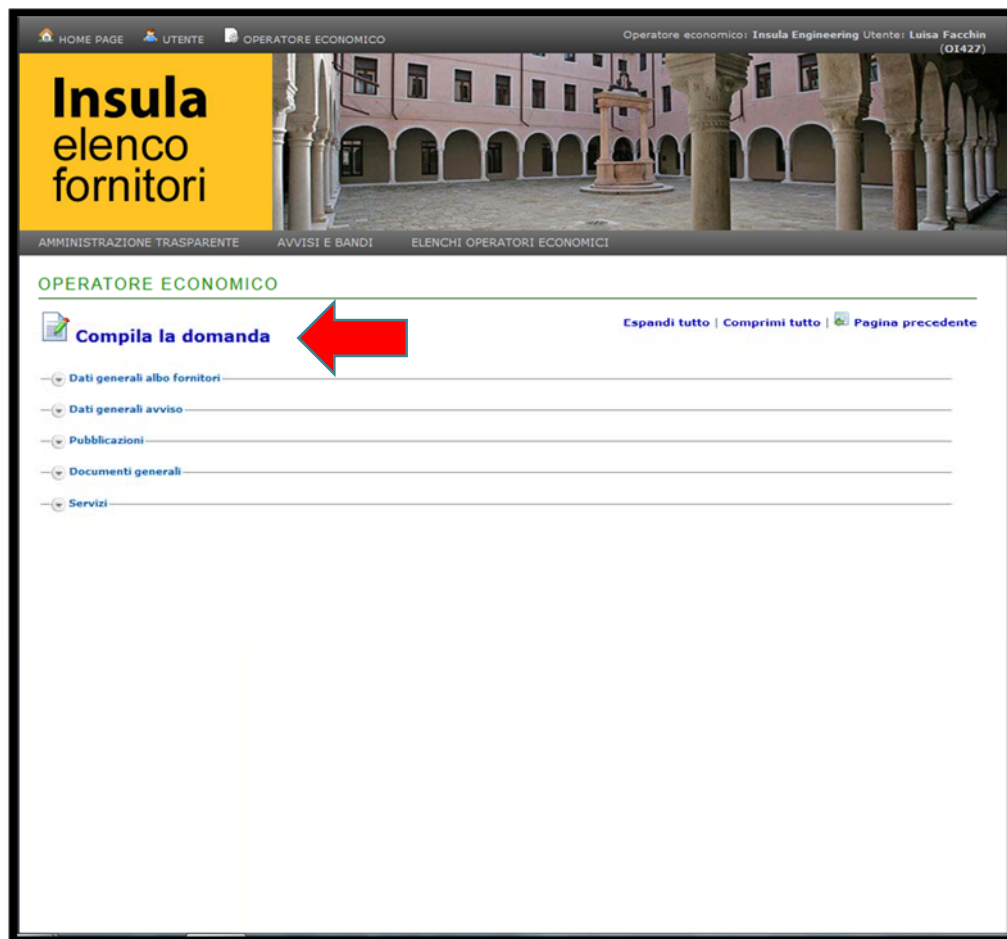 HOME PAGE UTENTE OPERATORE ECONOMICO
Operatore economico: Insula Engineering Utente: Luisa Facchin
(OI427)
Insula
elenco
fornitori
AMMINISTRAZIONE TRASPARENTE AVVISI E BANDI ELENCHI OPERATORI ECONOMICI
OPERATORE ECONOMICO
Compila la domanda
Espandi tutto | Comprimi tutto | Pagina precedente
Dati generali albo fornitori
Dati generali avviso
Pubblicazioni
Documenti generali
Servizi